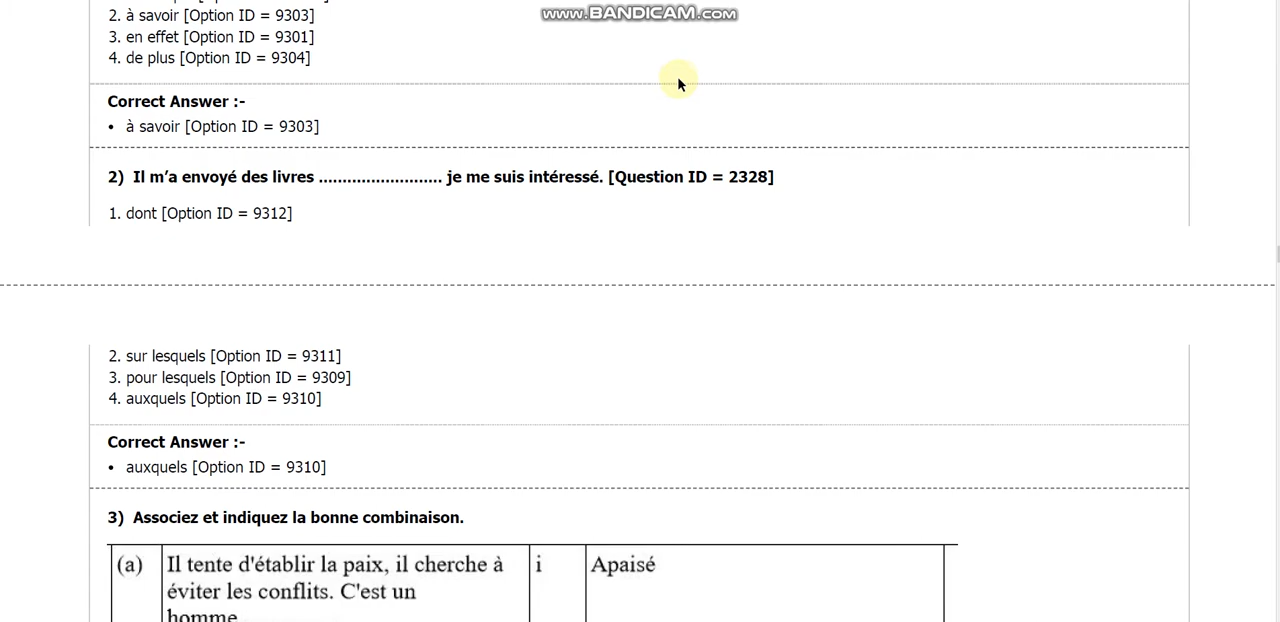 www.BANDICAM.com
2. à savoir [Option ID = 9303]
3. en effet [Option ID = 9301]
4. de plus [Option ID = 9304]
Correct Answer :-
• à savoir [Option ID = 9303]
2) Il m’a envoyé des livres .......................... je me suis intéressé. [Question ID = 2328]
1. dont [Option ID = 9312]
2. sur lesquels [Option ID = 9311]
3. pour lesquels [Option ID = 9309]
4. auxquels [Option ID = 9310]
Correct Answer :-
• auxquels [Option ID = 9310]
3) Associez et indiquez la bonne combinaison.
(a) Il tente d'établir la paix, il cherche à i Apaisé
éviter les conflits. C'est un
homme